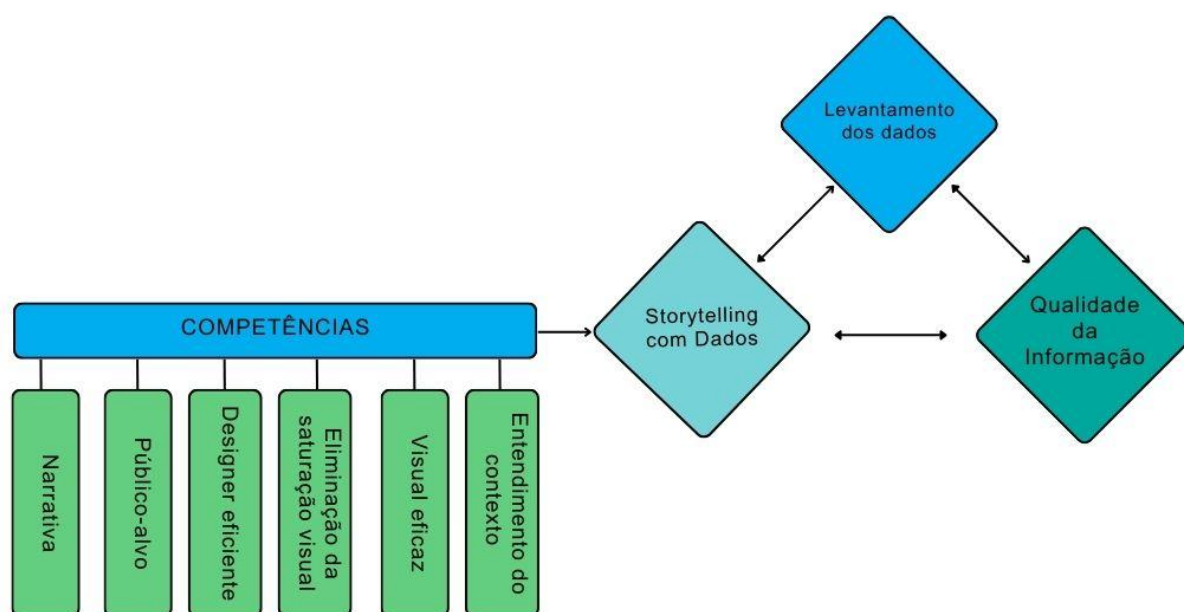 Levantamento
dos dados
Storytelling
com Dados
Qualidade
da
Informação
COMPETÊNCIAS
Narrativa
Público-alvo
Designer eficiente
Eliminação da
saturação visual
Visual eficaz
Entendimento do
contexto